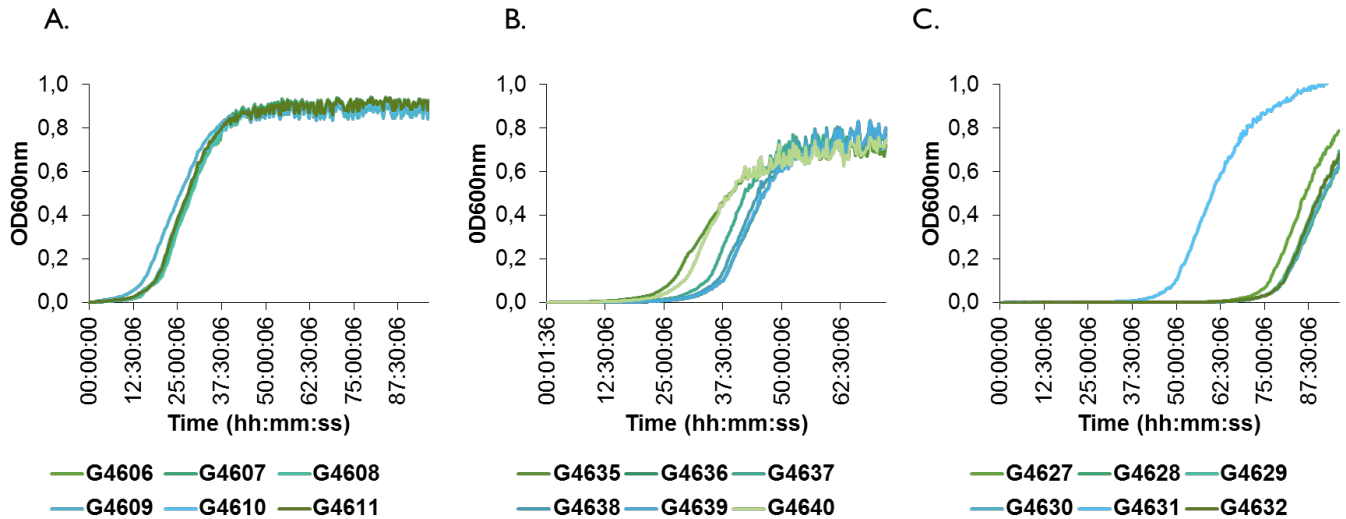 A.
OD600nm
1,0
0,8
0,6
0,4
0,2
0,0
00:00:00
12:30:06
25:00:06
37:30:06
50:00:06
62:30:06
75:00:06
87:30:06
Time (hh:mm:ss)
G4606 G4607 G4608
G4609 G4610 G4611
B.
0D600nm
1,0
0,8
0,6
0,4
0,2
0,0
00:01:36
12:30:06
25:00:06
37:30:06
50:00:06
62:30:06
Time (hh:mm:ss)
G4635 G4636 G4637
G4638 G4639 G4640
C.
OD600nm
1,0
0,8
0,6
0,4
0,2
0,0
00:00:00
12:30:06
25:00:06
37:30:06
50:00:06
62:30:06
75:00:06
87:30:06
Time (hh:mm:ss)
G4627 G4628 G4629
G4630 G4631 G4632